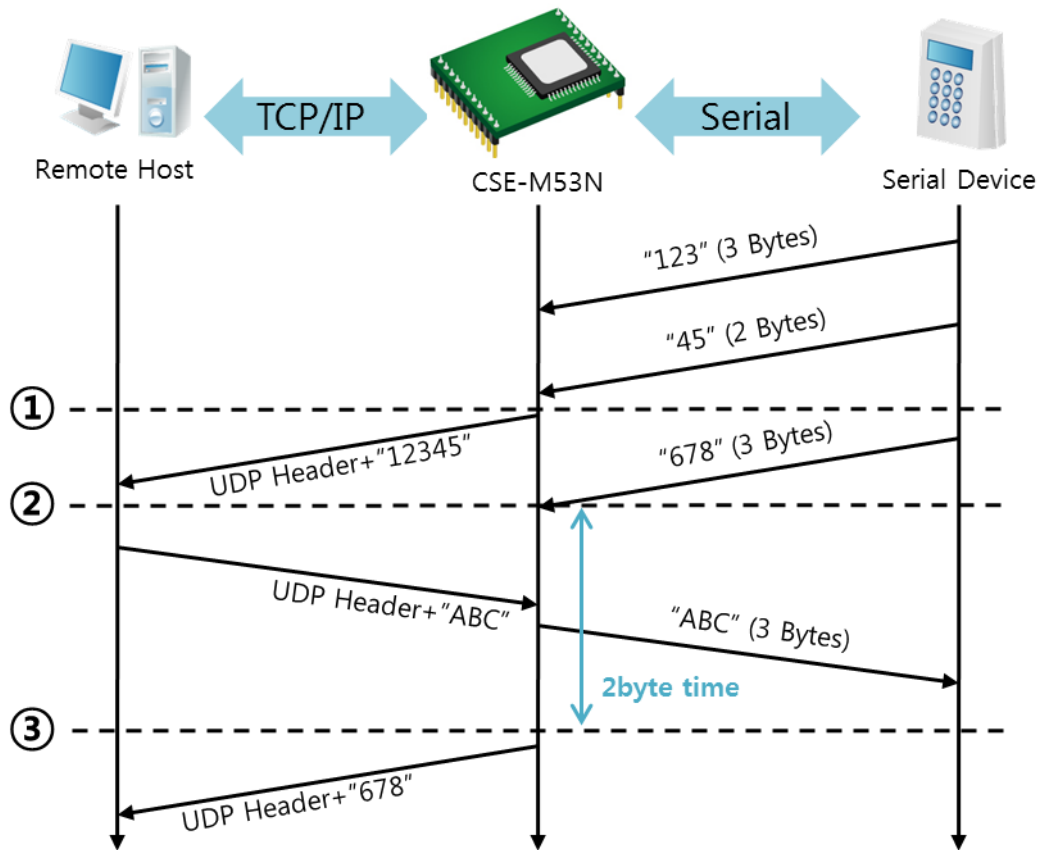 TCP/IP
Serial
Remote Host
CSE-M53N
Serial Device
“123” (3 Bytes)
“45” (2 Bytes)
①
UDP Header+”12345”
“678” (3 Bytes)
②
UDP Header+”ABC”
“ABC” (3 Bytes)
2byte time
③
UDP Header+”678”